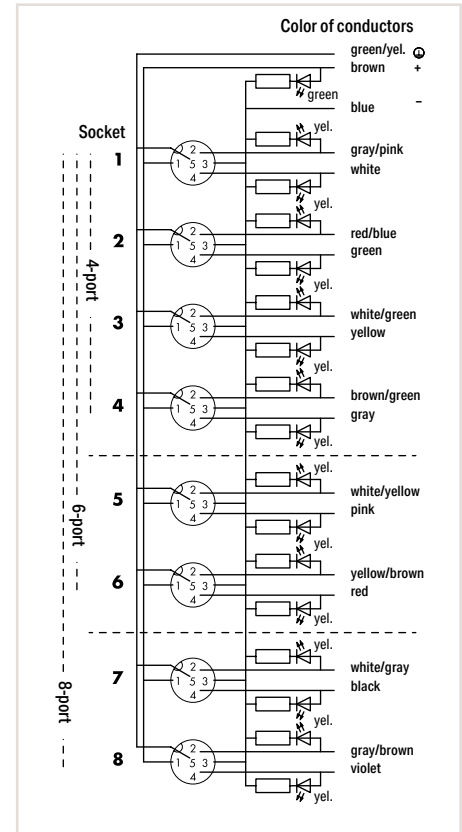 Color of conductors
green/yel.
brown +
green
blue –
Socket
yel.
1 2 1 5 3 4 gray/pink
white
yel.
2 2 1 5 3 4 red/blue
green
yel.
3 2 1 5 3 4 white/green
yellow
yel.
4 2 1 5 3 4 brown/green
gray
yel.
4-port
yel.
5 2 1 5 3 4 white/yellow
pink
yel.
6 2 1 5 3 4 yellow/brown
red
yel.
6-port
yel.
7 2 1 5 3 4 white/gray
black
yel.
8 2 1 5 3 4 gray/brown
violet
yel.
8-port